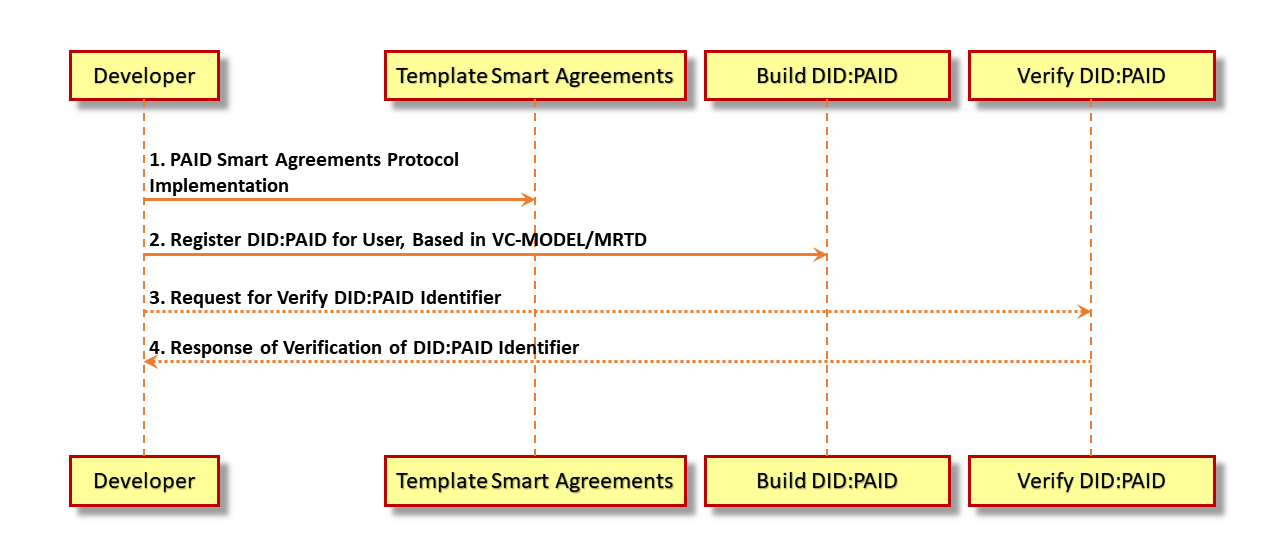 Developer
Template Smart Agreements
Build DID:PAID
Verify DID:PAID
1. PAID Smart Agreements Protocol
Implementation
2. Register DID:PAID for User, Based in VC-MODEL/MRTD
3. Request for Verify DID:PAID Identifier
4. Response of Verification of DID:PAID Identifier
Developer
Template Smart Agreements
Build DID:PAID
Verify DID:PAID